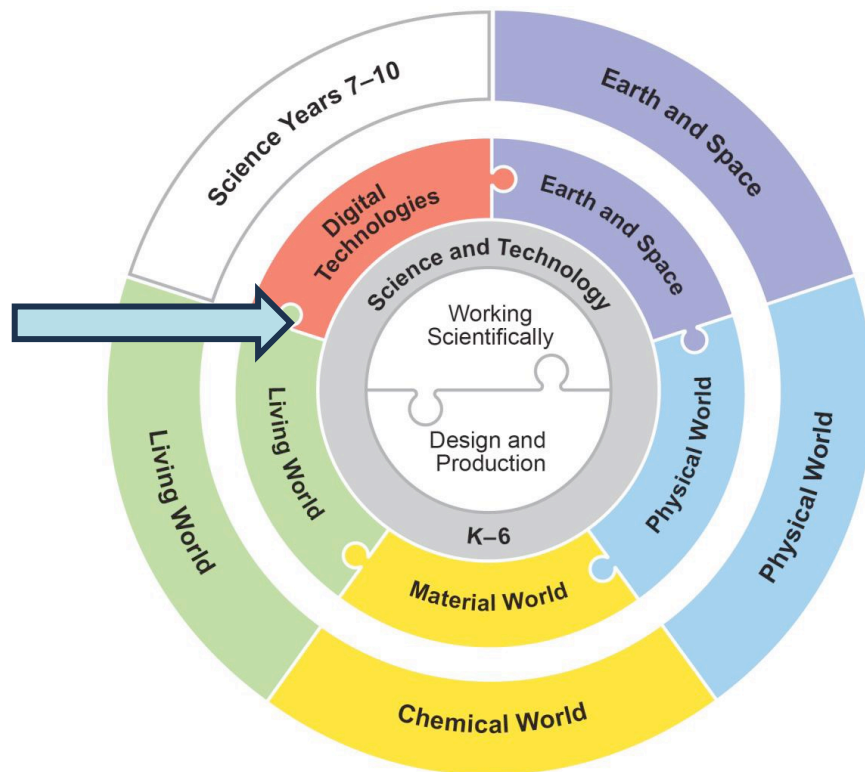 Science Years 7–10
Earth and Space
Digital
Technologies
Earth and Space
Science and Technology
Working
Scientifically
Design and
Production
Living World
Living World
Physical World
Physical World
K–6
Material World
Chemical World